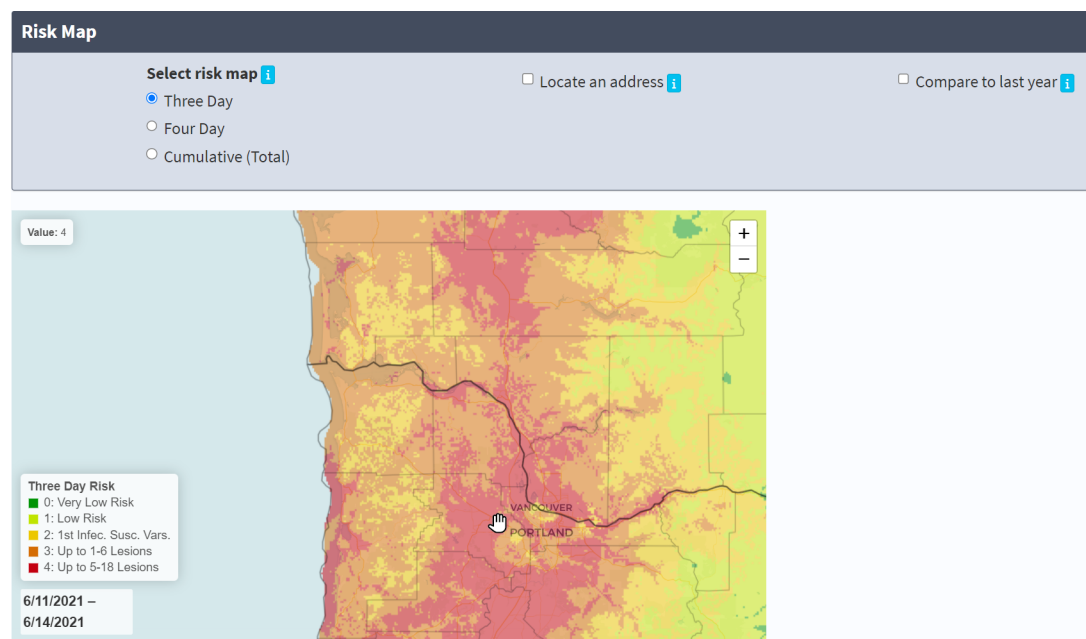 Risk Map
Select risk map i
Three Day
Four Day
Cumulative (Total)
Locate an address i
Compare to last year i
Value: 4
+
−
VANCOUVER
PORTLAND
Three Day Risk
0: Very Low Risk
1: Low Risk
2: 1st Infec. Susc. Vars.
3: Up to 1-6 Lesions
4: Up to 5-18 Lesions
6/11/2021 –
6/14/2021